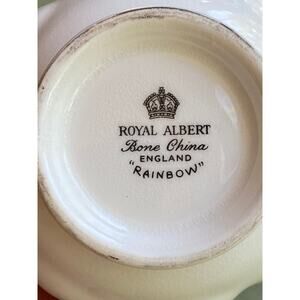 ROYAL ALBERT
Bone China
ENGLAND
"RAINBOW"